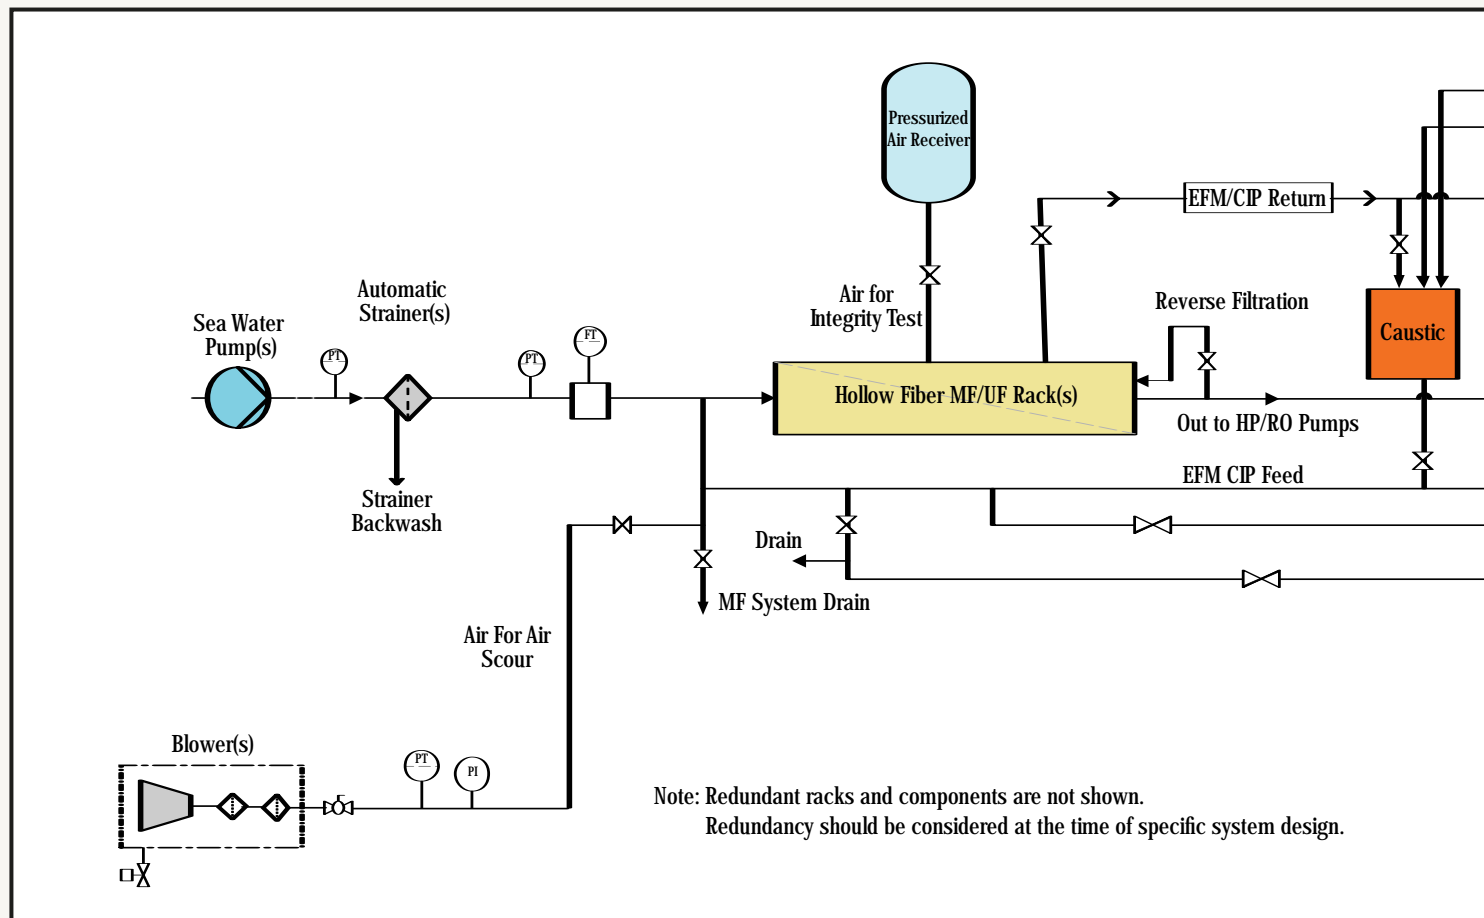 Pressurized
Air Receiver
EFM/CIP Return
Automatic
Strainer(s)
Air for
Integrity Test
Reverse Filtration
Sea Water
Pump(s)
PT
PT
FT
Caustic
Hollow Fiber MF/UF Rack(s)
Out to HP/RO Pumps
Strainer
Backwash
EFM CIP Feed
Drain
MF System Drain
Air For Air
Scour
Blower(s)
PT
PI
Note: Redundant racks and components are not shown.
Redundancy should be considered at the time of specific system design.